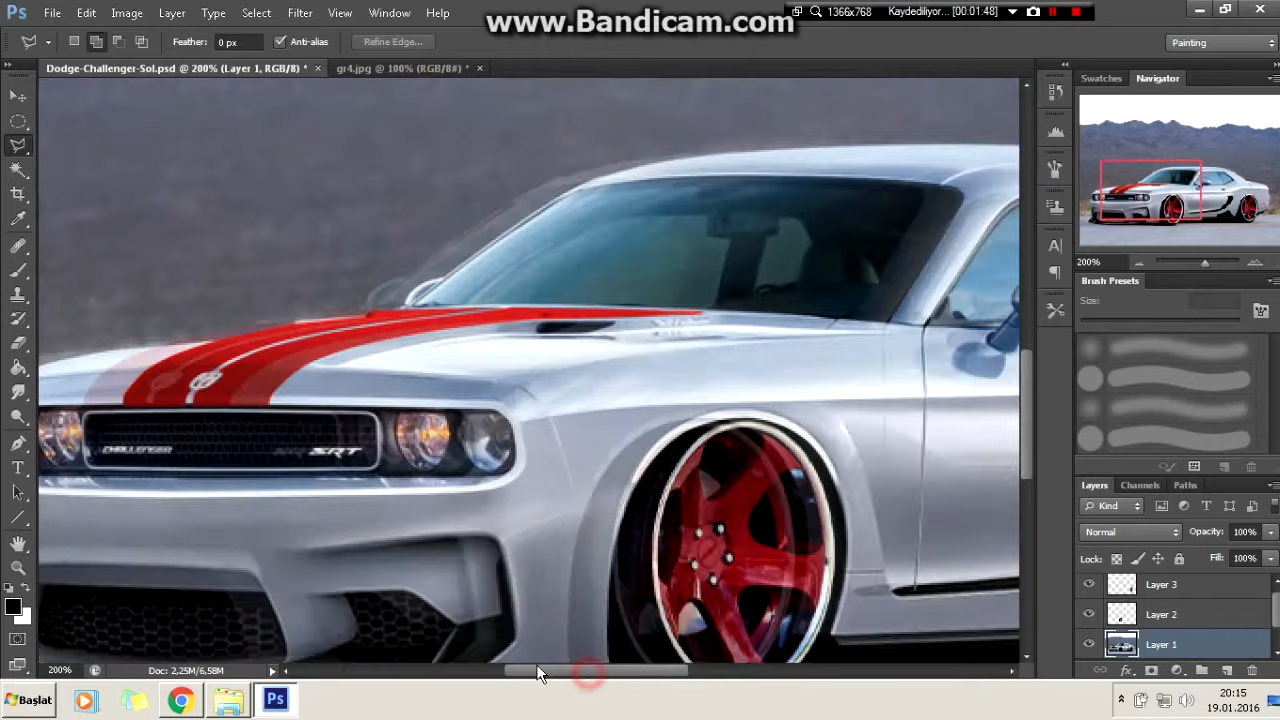 Ps File Edit Image Layer Type Select Filter View Window Help
www.Bandicam.com
1366x768 Kaydediliyor... [00:01:48]
Feather: 0 px Anti-alias Refine Edge... Painting
Dodge-Challenger-Sol.psd @ 200% (Layer 1, RGB/8) * × gr4.jpg @ 100% (RGB/8#) * ×
Swatches Navigator
200%
Brush Presets
Size:
CHALLENGER SRT
Layers Channels Paths
Kind
Normal Opacity: 100%
Lock: Fill: 100%
Layer 3
Layer 2
Layer 1
200% Doc: 2,25M/6,58M
Başlat Ps 20:15
19.01.2016